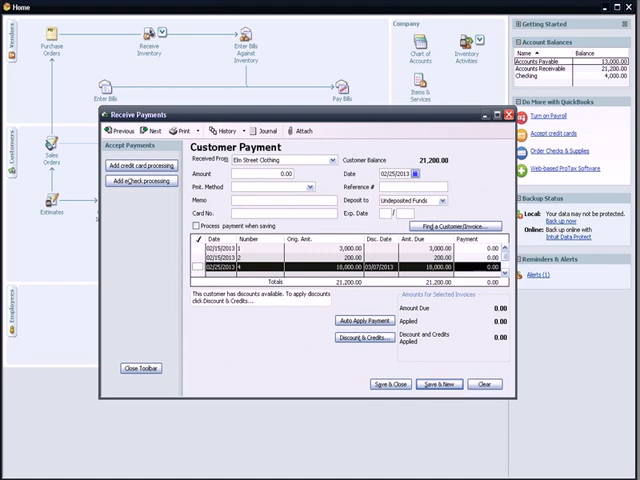 Home
Vendors
Purchase
Orders
Receive
Inventory
Enter Bills
Against
Inventory
Enter Bills
Pay Bills
Customers
Sales
Orders
Estimates
Employees
Company
Chart of
Accounts
Inventory
Activities
Items &
Services
Getting Started
Account Balances
Name Balance
Accounts Payable 13,000.00
Accounts Receivable 21,200.00
Checking 4,000.00
Do More with QuickBooks
Turn on Payroll
Accept credit cards
Order Checks & Supplies
Web-based ProTax Software
Backup Status
Local: Your data may not be protected.
Back up now
Online: Back up online with
Intuit Data Protect
Reminders & Alerts
Alerts (1)
Receive Payments
Previous Next Print History Journal Attach
Accept Payments
Add credit card processing
Add eCheck processing
Close Toolbar
Customer Payment
Received From Elm Street Clothing Customer Balance 21,200.00
Amount 0.00 Date 02/25/2013
Pmt. Method Reference #
Memo Deposit to Undeposited Funds
Card No. Exp. Date /
Process payment when saving Find a Customer/Invoice...
Date Number Orig. Amt. Disc. Date Amt. Due Payment
02/15/2013 1 3,000.00 3,000.00 0.00
02/15/2013 2 200.00 200.00 0.00
02/25/2013 4 18,000.00 03/07/2013 18,000.00 0.00
Totals 21,200.00 21,200.00 0.00
This customer has discounts available. To apply discounts
click Discount & Credits...
Auto Apply Payment
Discount & Credits...
Amounts for Selected Invoices
Amount Due 0.00
Applied 0.00
Discount and Credits
Applied 0.00
Save & Close Save & New Clear